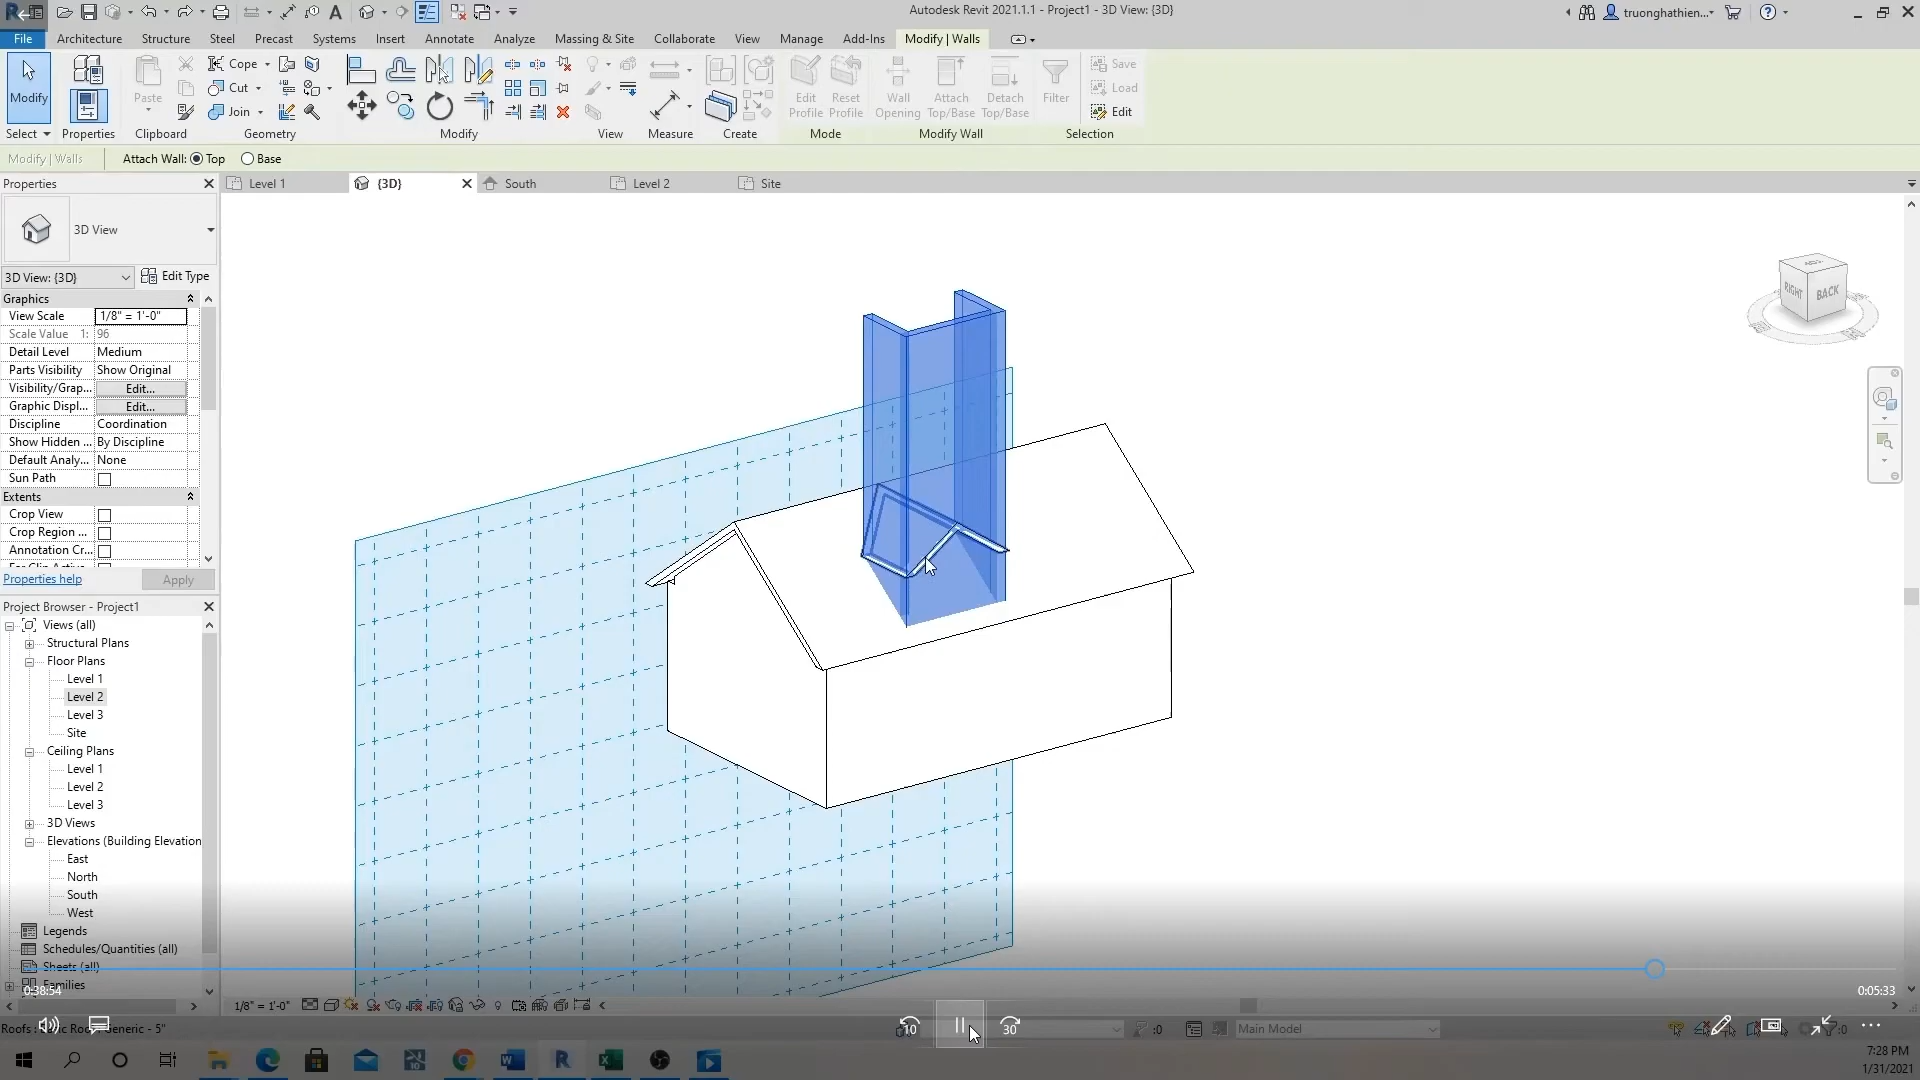 Autodesk Revit 2021.1.1 - Project1 - 3D View: {3D}
truonghathien...
File Architecture Structure Steel Precast Systems Insert Annotate Analyze Massing & Site Collaborate View Manage Add-Ins Modify | Walls
Modify
Paste
Cope
Cut
Join
Edit Profile
Reset Profile
Wall Opening
Attach Top/Base
Detach Top/Base
Filter
Save
Load
Edit
Select Properties Clipboard Geometry Modify View Measure Create Mode Modify Wall Selection
Modify | Walls Attach Wall: Top Base
Properties
Level 1 {3D} South Level 2 Site
3D View
3D View: {3D} Edit Type
Graphics
View Scale 1/8" = 1'-0"
Scale Value 1: 96
Detail Level Medium
Parts Visibility Show Original
Visibility/Grap... Edit...
Graphic Displ... Edit...
Discipline Coordination
Show Hidden ... By Discipline
Default Analy... None
Sun Path
Extents
Crop View
Crop Region ...
Annotation Cr...
Properties help Apply
RIGHT BACK
Project Browser - Project1
Views (all)
Structural Plans
Floor Plans
Level 1
Level 2
Level 3
Site
Ceiling Plans
Level 1
Level 2
Level 3
3D Views
Elevations (Building Elevation
East
North
South
West
Legends
Schedules/Quantities (all)
Sheets (all)
Families
0:38:54
0:05:33
1/8" = 1'-0"
10
30
:0
Main Model
:0
7:28 PM
1/31/2021